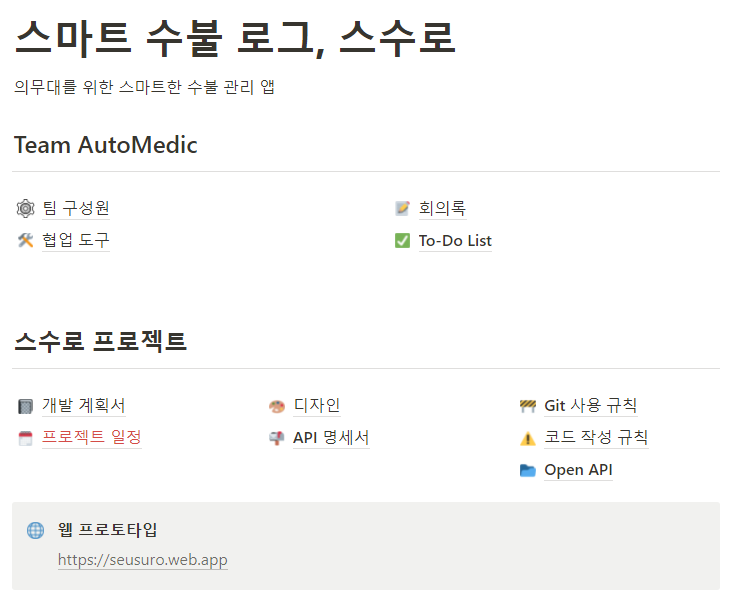 스마트 수불 로그, 스수로
의무대를 위한 스마트한 수불 관리 앱
Team AutoMedic
팀 구성원
회의록
협업 도구
To-Do List
스수로 프로젝트
개발 계획서
디자인
Git 사용 규칙
프로젝트 일정
API 명세서
코드 작성 규칙
Open API
웹 프로토타입
https://seusuro.web.app